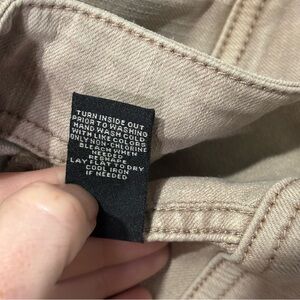 TURN INSIDE OUT
PRIOR TO WASHING
HAND WASH COLD
WITH LIKE COLORS
ONLY NON-CHLORINE
BLEACH WHEN
NEEDED
RESHAPE
LAY FLAT TO DRY
COOL IRON
IF NEEDED